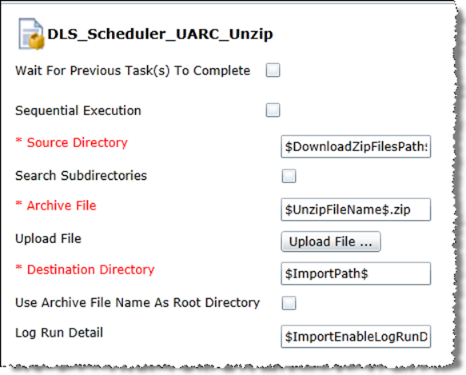 DLS_Scheduler_UARC_Unzip
Wait For Previous Task(s) To Complete
Sequential Execution
* Source Directory $DownloadZipFilesPath$
Search Subdirectories
* Archive File $UnzipFileName$.zip
Upload File Upload File ...
* Destination Directory $ImportPath$
Use Archive File Name As Root Directory
Log Run Detail $ImportEnableLogRunD